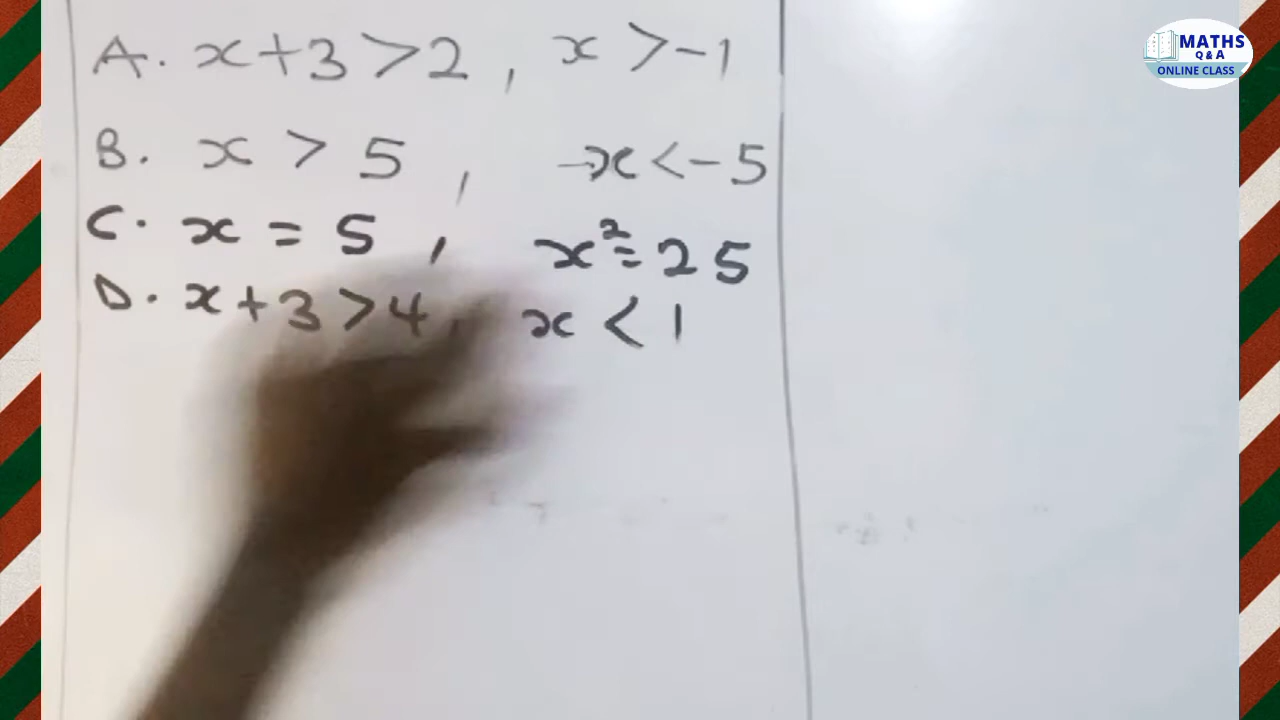 A. x+3>2, x>-1
B. x > 5, -x<-5
C. x = 5, x²=25
D. x+3>4, x < 1
MATHS
Q & A
ONLINE CLASS